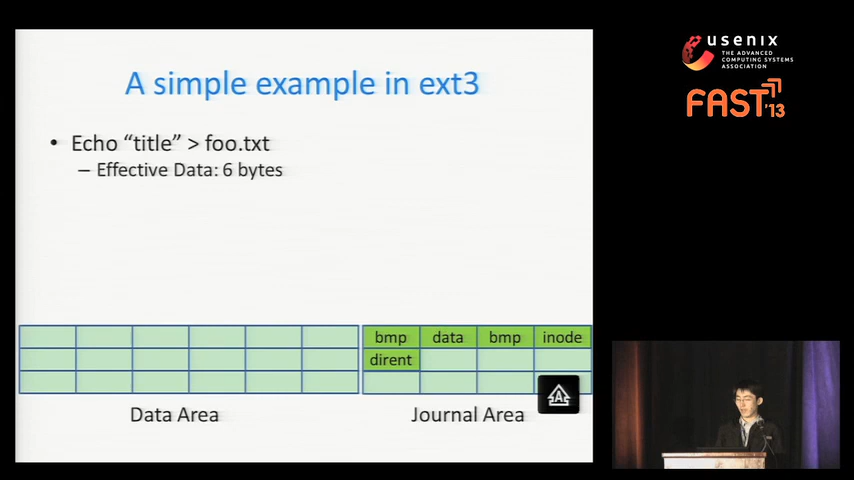 A simple example in ext3
• Echo “title” > foo.txt
– Effective Data: 6 bytes
bmp data bmp inode
dirent
Data Area
Journal Area
A
usenix
THE ADVANCED
COMPUTING SYSTEMS
ASSOCIATION
FAST '13